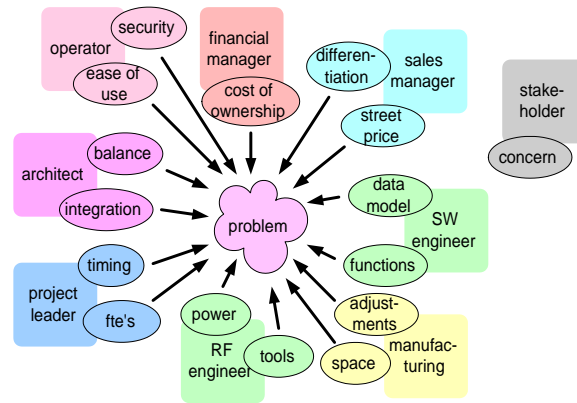 operator
security
ease of
use
financial
manager
cost of
ownership
differen-
tiation
sales
manager
street
price
stake-
holder
concern
architect
balance
integration
problem
data
model
SW
engineer
functions
project
leader
timing
fte's
power
RF
engineer
tools
adjust-
ments
manufac-
turing
space